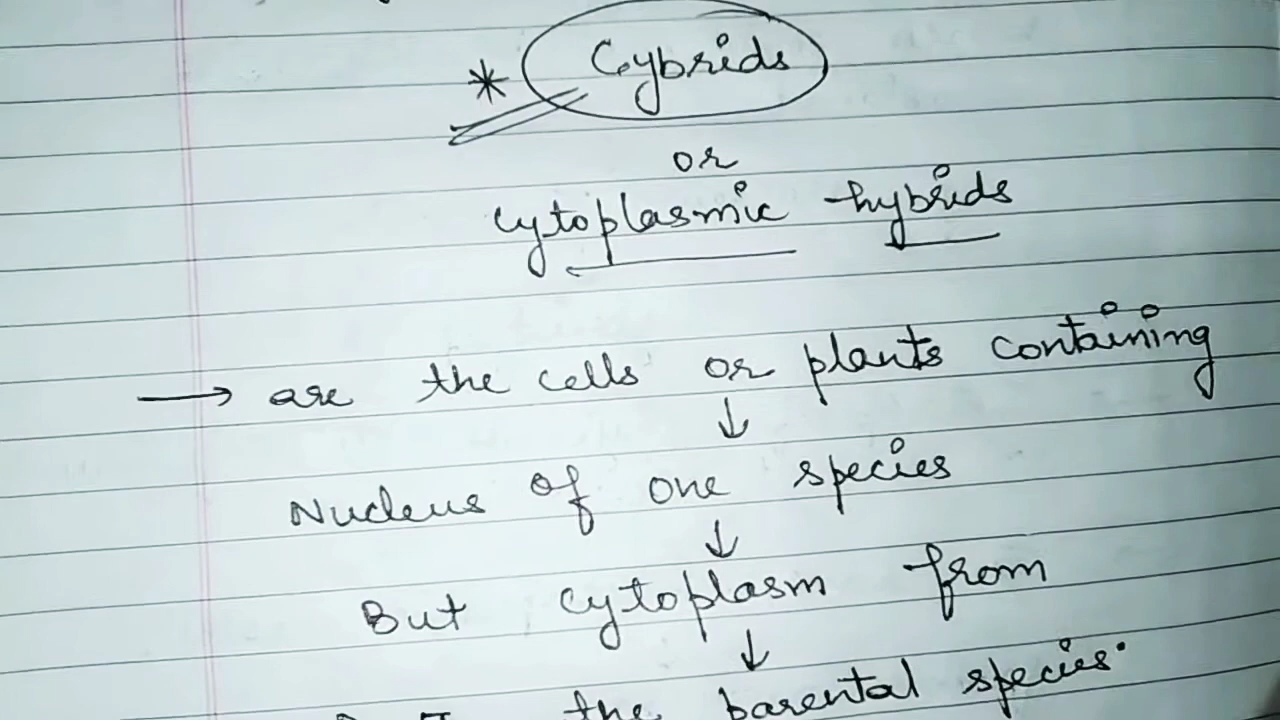 * Cybrids
or
cytoplasmic hybrids
→ are the cells or plants containing
↓
Nucleus of one species
↓
But cytoplasm from
↓
the parental species.